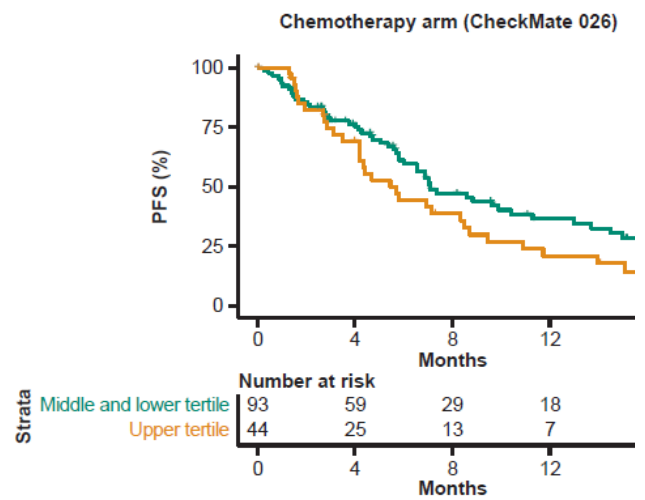 Chemotherapy arm (CheckMate 026)
100
75
50
25
0
PFS (%)
0 4 8 12
Months
Number at risk
Strata
Middle and lower tertile 93 59 29 18
Upper tertile 44 25 13 7
0 4 8 12
Months